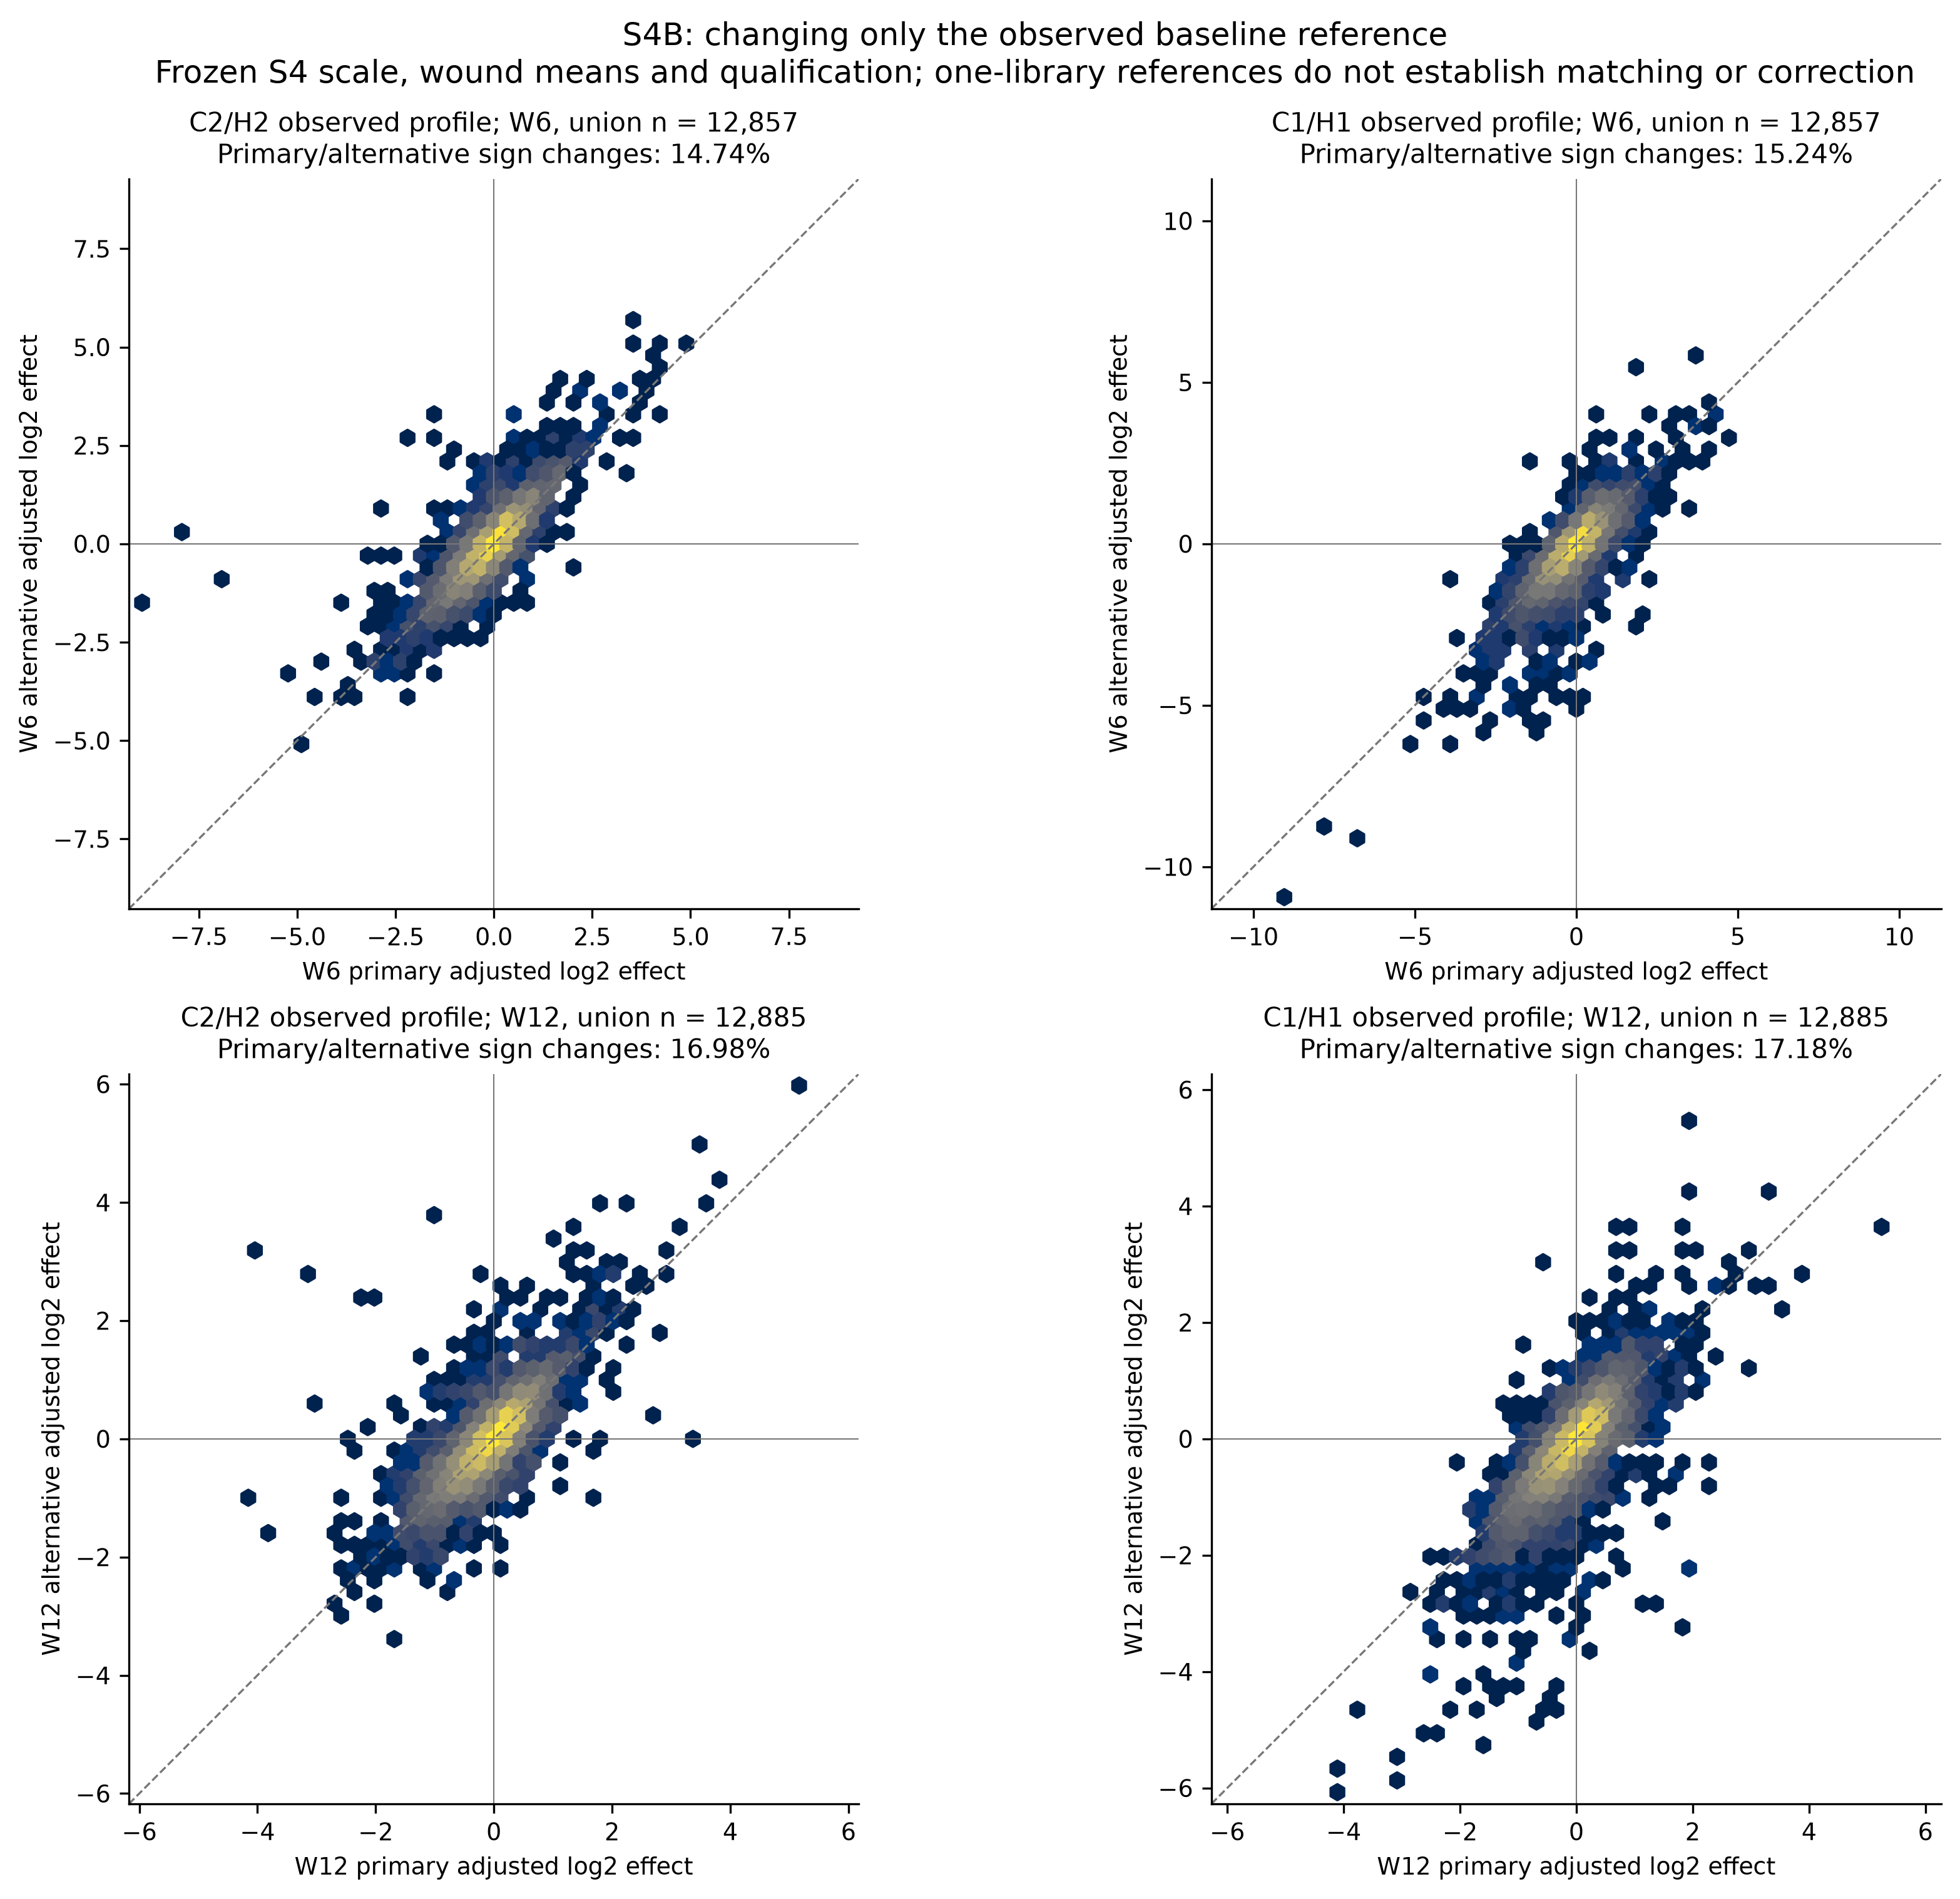 S4B: changing only the observed baseline reference
Frozen S4 scale, wound means and qualification; one-library references do not establish matching or correction
C2/H2 observed profile; W6, union n = 12,857
Primary/alternative sign changes: 14.74%
7.5
5.0
2.5
0.0
−2.5
−5.0
−7.5
W6 alternative adjusted log2 effect
−7.5 −5.0 −2.5 0.0 2.5 5.0 7.5
W6 primary adjusted log2 effect
C1/H1 observed profile; W6, union n = 12,857
Primary/alternative sign changes: 15.24%
10
5
0
−5
−10
W6 alternative adjusted log2 effect
−10 −5 0 5 10
W6 primary adjusted log2 effect
C2/H2 observed profile; W12, union n = 12,885
Primary/alternative sign changes: 16.98%
6
4
2
0
−2
−4
−6
W12 alternative adjusted log2 effect
−6 −4 −2 0 2 4 6
W12 primary adjusted log2 effect
C1/H1 observed profile; W12, union n = 12,885
Primary/alternative sign changes: 17.18%
6
4
2
0
−2
−4
−6
W12 alternative adjusted log2 effect
−6 −4 −2 0 2 4 6
W12 primary adjusted log2 effect